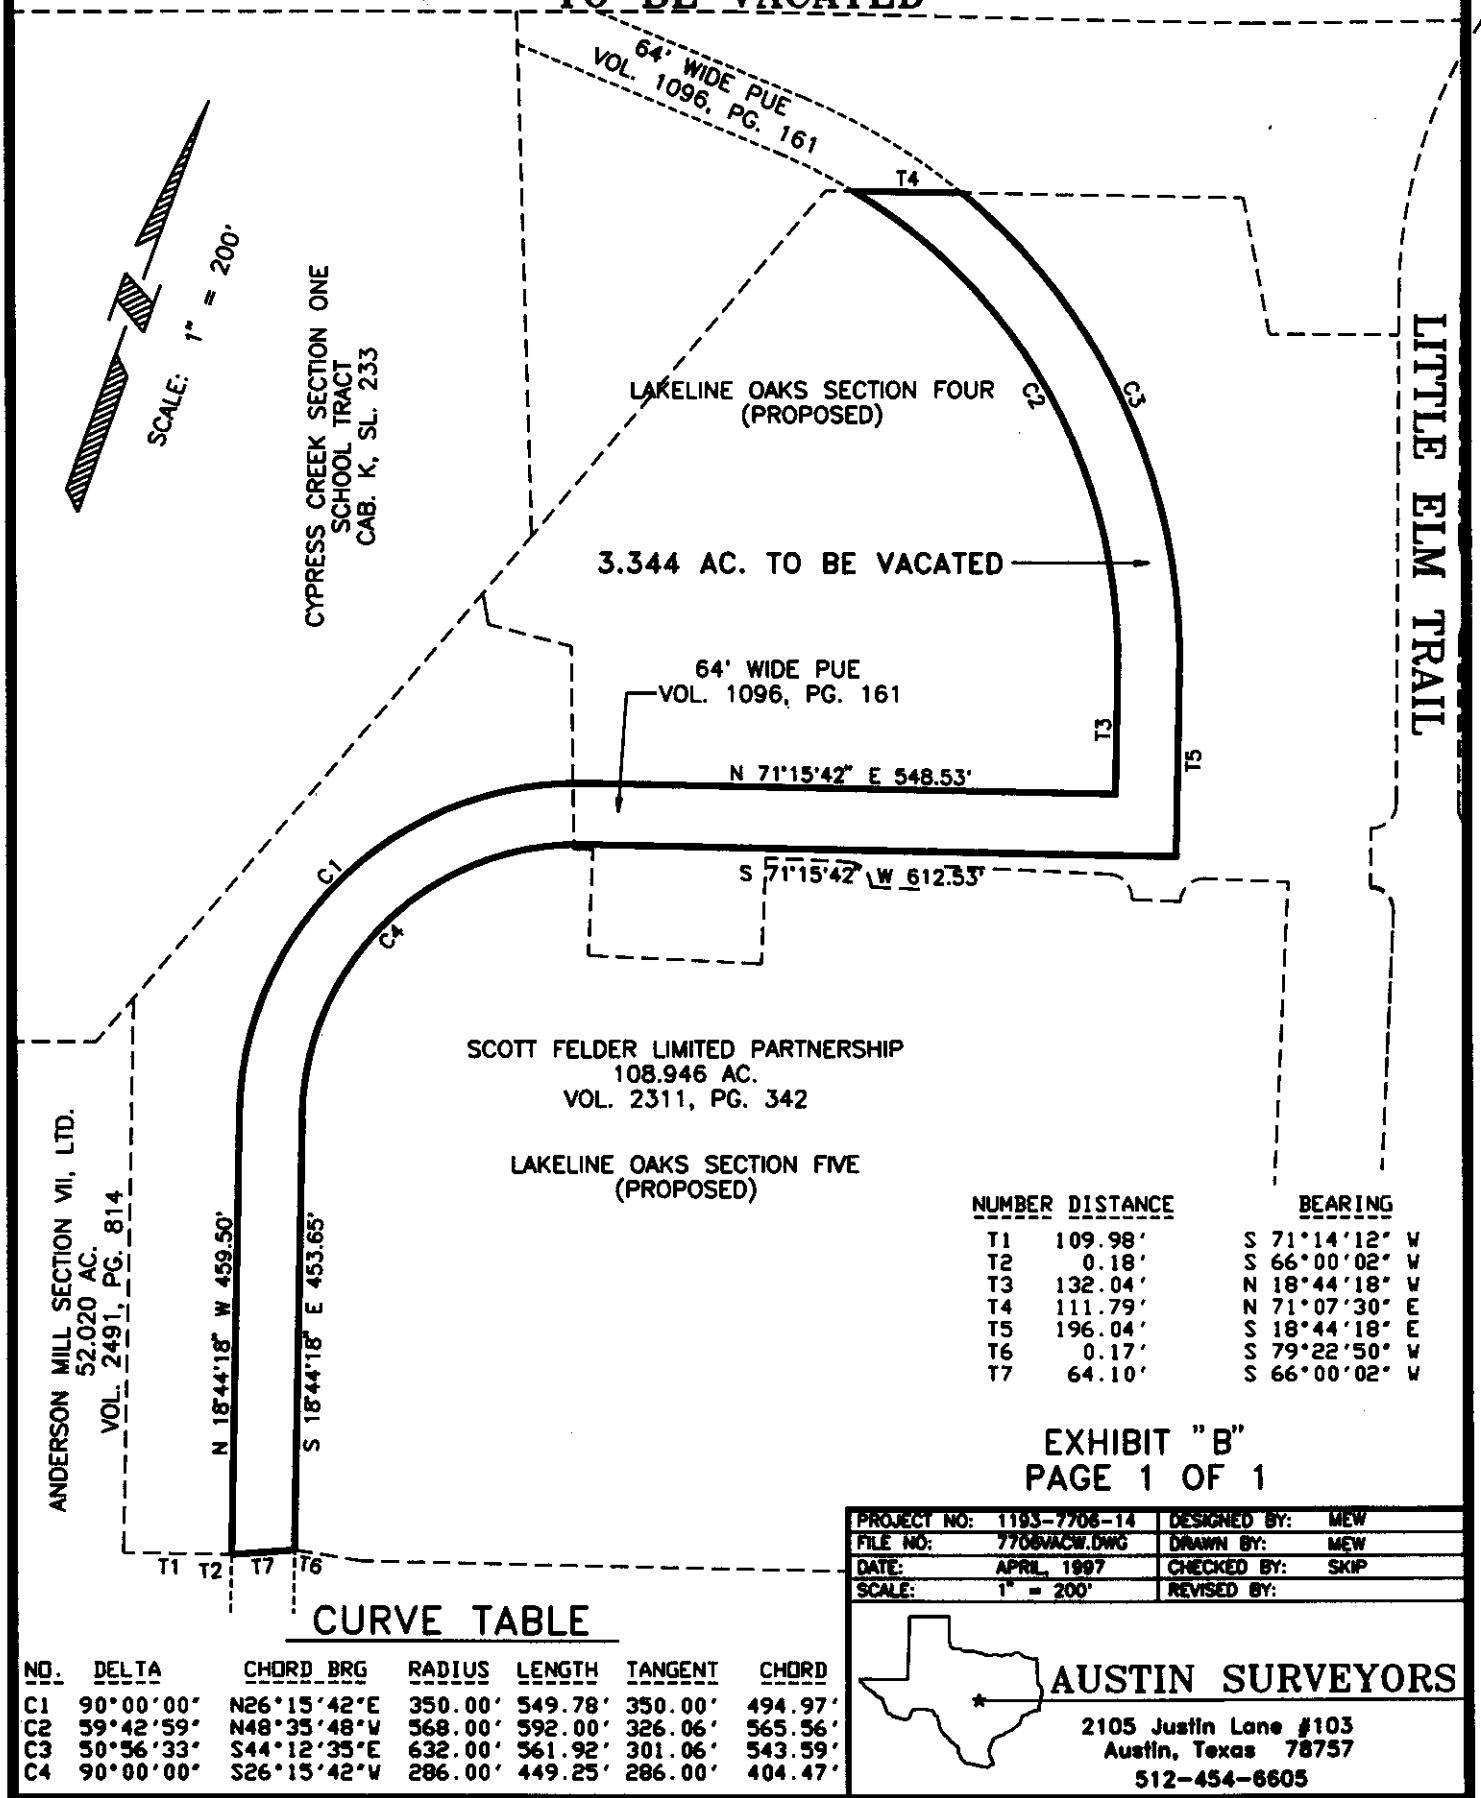 TO BE VACATED
64' WIDE PUE
VOL. 1096, PG. 161
T4
SCALE: 1" = 200'
CYPRESS CREEK SECTION ONE
SCHOOL TRACT
CAB. K, SL. 233
LAKELINE OAKS SECTION FOUR
(PROPOSED)
C2
C3
LITTLE ELM TRAIL
3.344 AC. TO BE VACATED
64' WIDE PUE
VOL. 1096, PG. 161
T3
T5
N 71°15'42" E 548.53'
S 71°15'42" W 612.53'
C1
C4
SCOTT FELDER LIMITED PARTNERSHIP
108.946 AC.
VOL. 2311, PG. 342
LAKELINE OAKS SECTION FIVE
(PROPOSED)
ANDERSON MILL SECTION VII, LTD.
52.020 AC.
VOL. 2491, PG. 814
N 18°44'18" W 459.50'
S 18°44'18" E 453.65'
NUMBER DISTANCE BEARING
T1 109.98' S 71°14'12" W
T2 0.18' S 66°00'02" W
T3 132.04' N 18°44'18" W
T4 111.79' N 71°07'30" E
T5 196.04' S 18°44'18" E
T6 0.17' S 79°22'50" W
T7 64.10' S 66°00'02" W
EXHIBIT "B"
PAGE 1 OF 1
T1 T2 T7 T6
PROJECT NO: 1193-7706-14 DESIGNED BY: MEW
FILE NO: 7706VACW.DWG DRAWN BY: MEW
DATE: APRIL, 1997 CHECKED BY: SKIP
SCALE: 1" = 200' REVISED BY:
CURVE TABLE
NO. DELTA CHORD BRG RADIUS LENGTH TANGENT CHORD
C1 90°00'00" N26°15'42"E 350.00' 549.78' 350.00' 494.97'
C2 59°42'59" N48°35'48"W 568.00' 592.00' 326.06' 565.56'
C3 50°56'33" S44°12'35"E 632.00' 561.92' 301.06' 543.59'
C4 90°00'00" S26°15'42"W 286.00' 449.25' 286.00' 404.47'
AUSTIN SURVEYORS
2105 Justin Lane #103
Austin, Texas 78757
512-454-6605